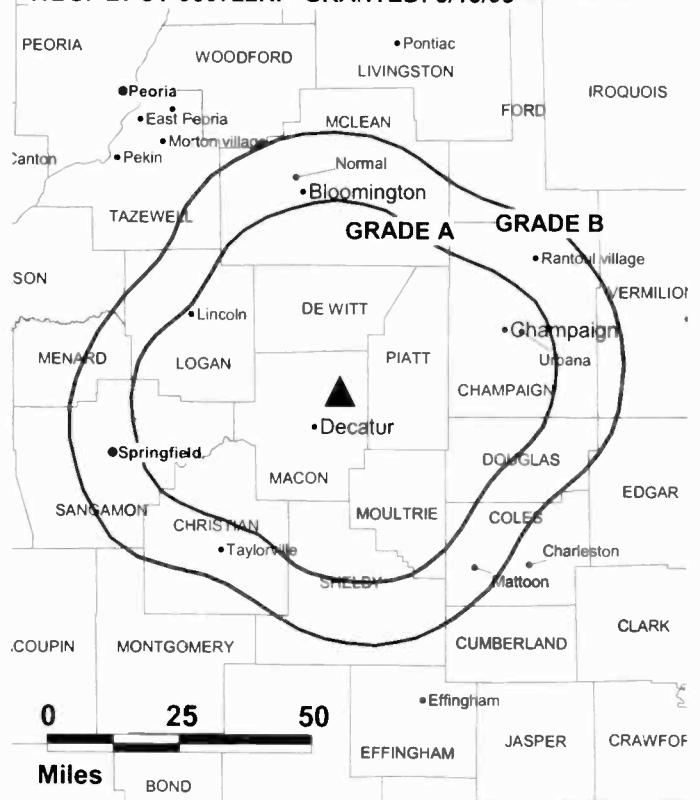 PEORIA
WOODFORD
Pontiac
LIVINGSTON
IROQUOIS
FORD
Peoria
East Peoria
MCLEAN
Morton village
Canton
Pekin
Normal
Bloomington
TAZEWELL
GRADE A
GRADE B
Rantoul village
SON
VERMILION
DE WITT
Lincoln
Champaign
Urbana
MENARD
LOGAN
PIATT
CHAMPAIGN
Decatur
Springfield
DOUGLAS
MACON
EDGAR
SANGAMON
CHRISTIAN
MOULTRIE
COLES
Taylorville
Charleston
SHELBY
Mattoon
CLARK
COUPIN
MONTGOMERY
CUMBERLAND
0 25 50
Effingham
JASPER
CRAWFOR
EFFINGHAM
Miles
BOND